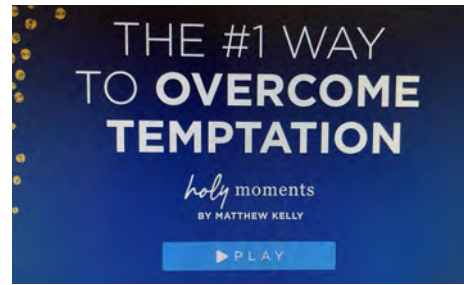 THE #1 WAY
TO OVERCOME
TEMPTATION
holy moments
BY MATTHEW KELLY
PLAY